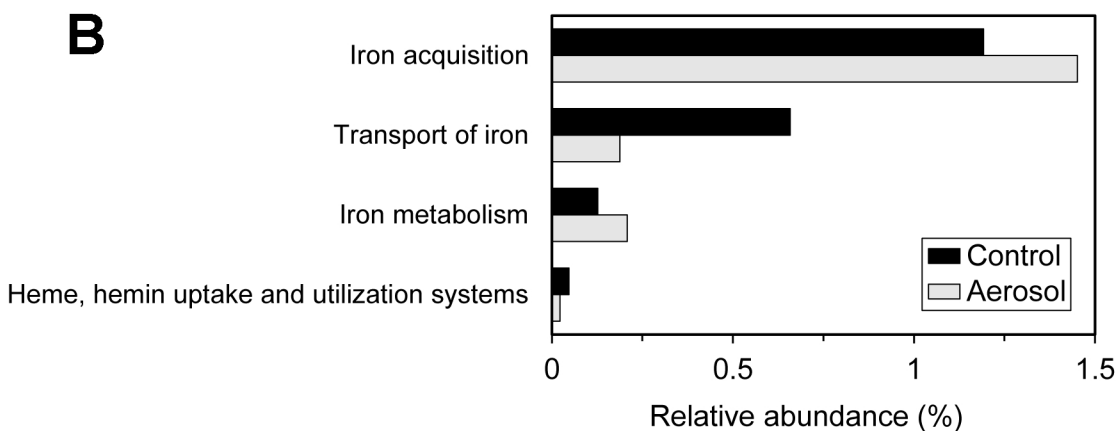 B
Iron acquisition
Transport of iron
Iron metabolism
Heme, hemin uptake and utilization systems
Control
Aerosol
0 0.5 1 1.5
Relative abundance (%)